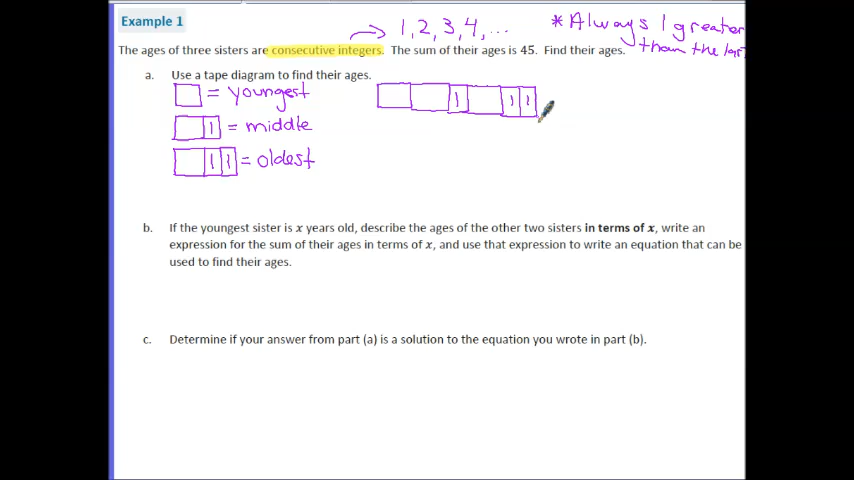 Example 1
1, 2, 3, 4, ...
*Always 1 greater
than the last
The ages of three sisters are consecutive integers. The sum of their ages is 45. Find their ages.
a. Use a tape diagram to find their ages.
= youngest
1 1 1
1 = middle
1 1 = oldest
b. If the youngest sister is x years old, describe the ages of the other two sisters in terms of x, write an
expression for the sum of their ages in terms of x, and use that expression to write an equation that can be
used to find their ages.
c. Determine if your answer from part (a) is a solution to the equation you wrote in part (b).